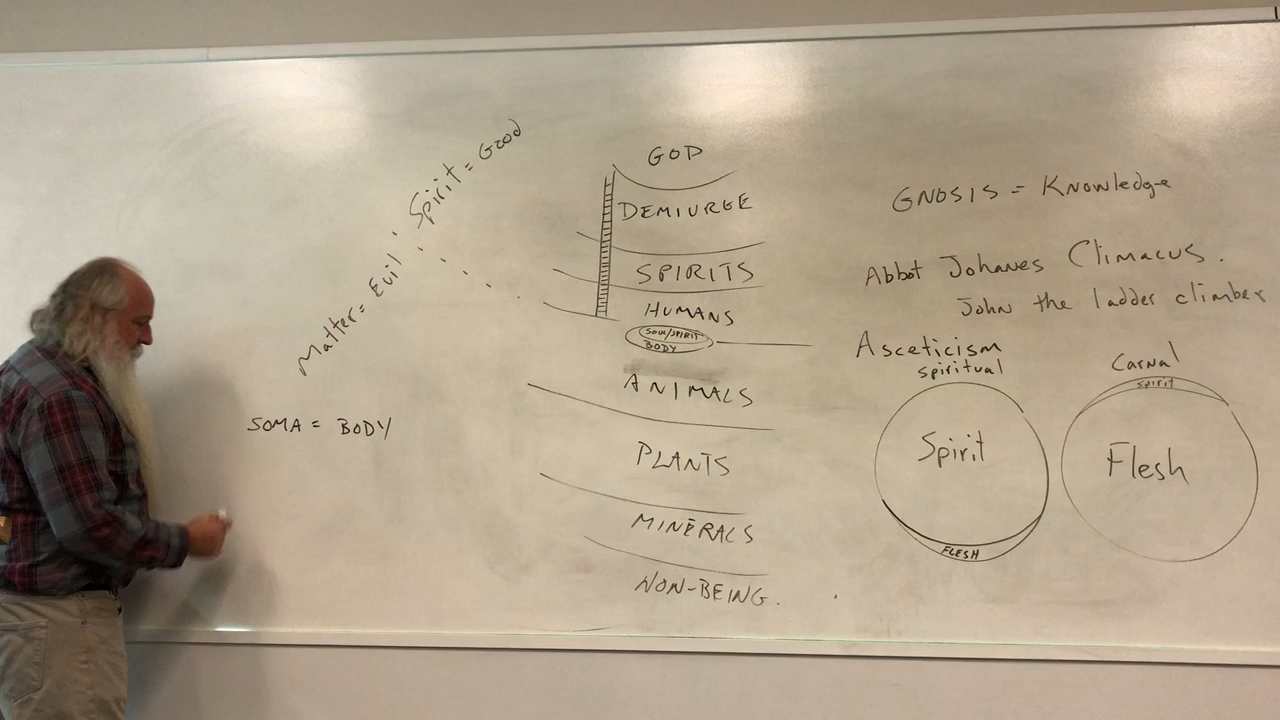 Matter = Evil : Spirit = Good
SOMA = BODY
GOD
DEMIURGE
SPIRITS
HUMANS
SOUL/SPIRIT
BODY
ANIMALS
PLANTS
MINERALS
NON-BEING.
GNOSIS = Knowledge
Abbot Johanes Climacus.
John the ladder climber
Asceticism
spiritual
Spirit
FLESH
Carnal
spirit
Flesh